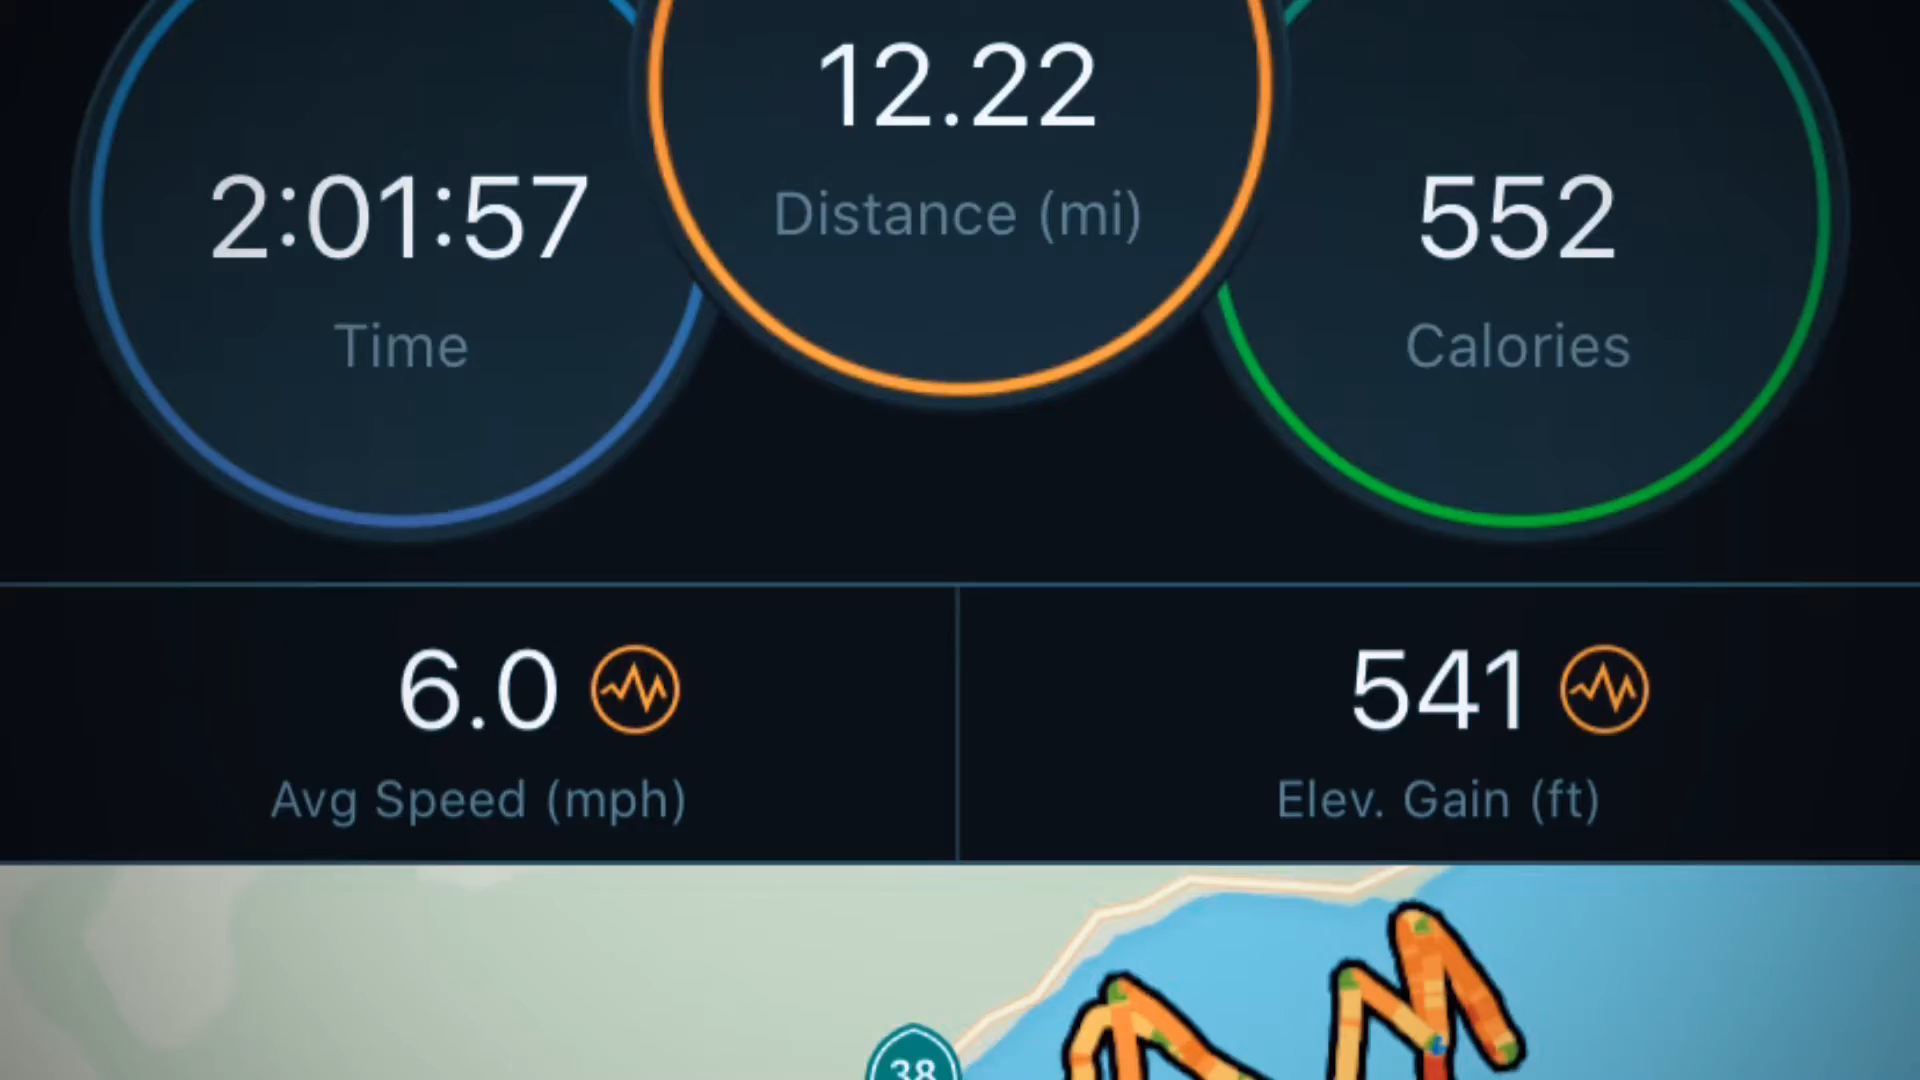 12.22
Distance (mi)
2:01:57
Time
552
Calories
6.0
Avg Speed (mph)
541
Elev. Gain (ft)
38